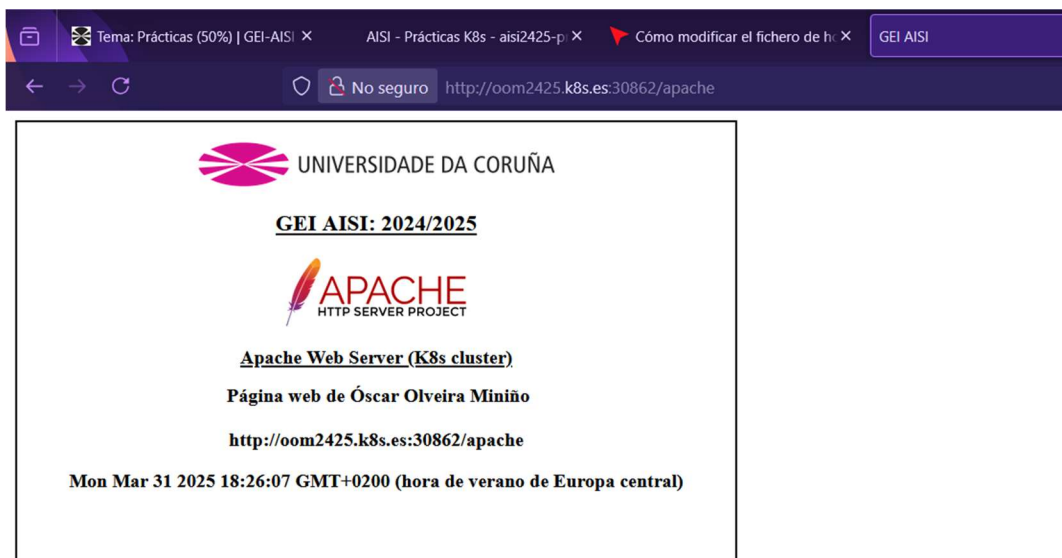 Tema: Prácticas (50%) | GEI-AISI
AISI - Prácticas K8s - aisi2425-p
Cómo modificar el fichero de h
GEI AISI
No seguro
http://oom2425.k8s.es:30862/apache
UNIVERSIDADE DA CORUÑA
GEI AISI: 2024/2025
APACHE
HTTP SERVER PROJECT
Apache Web Server (K8s cluster)
Página web de Óscar Olveira Miniño
http://oom2425.k8s.es:30862/apache
Mon Mar 31 2025 18:26:07 GMT+0200 (hora de verano de Europa central)